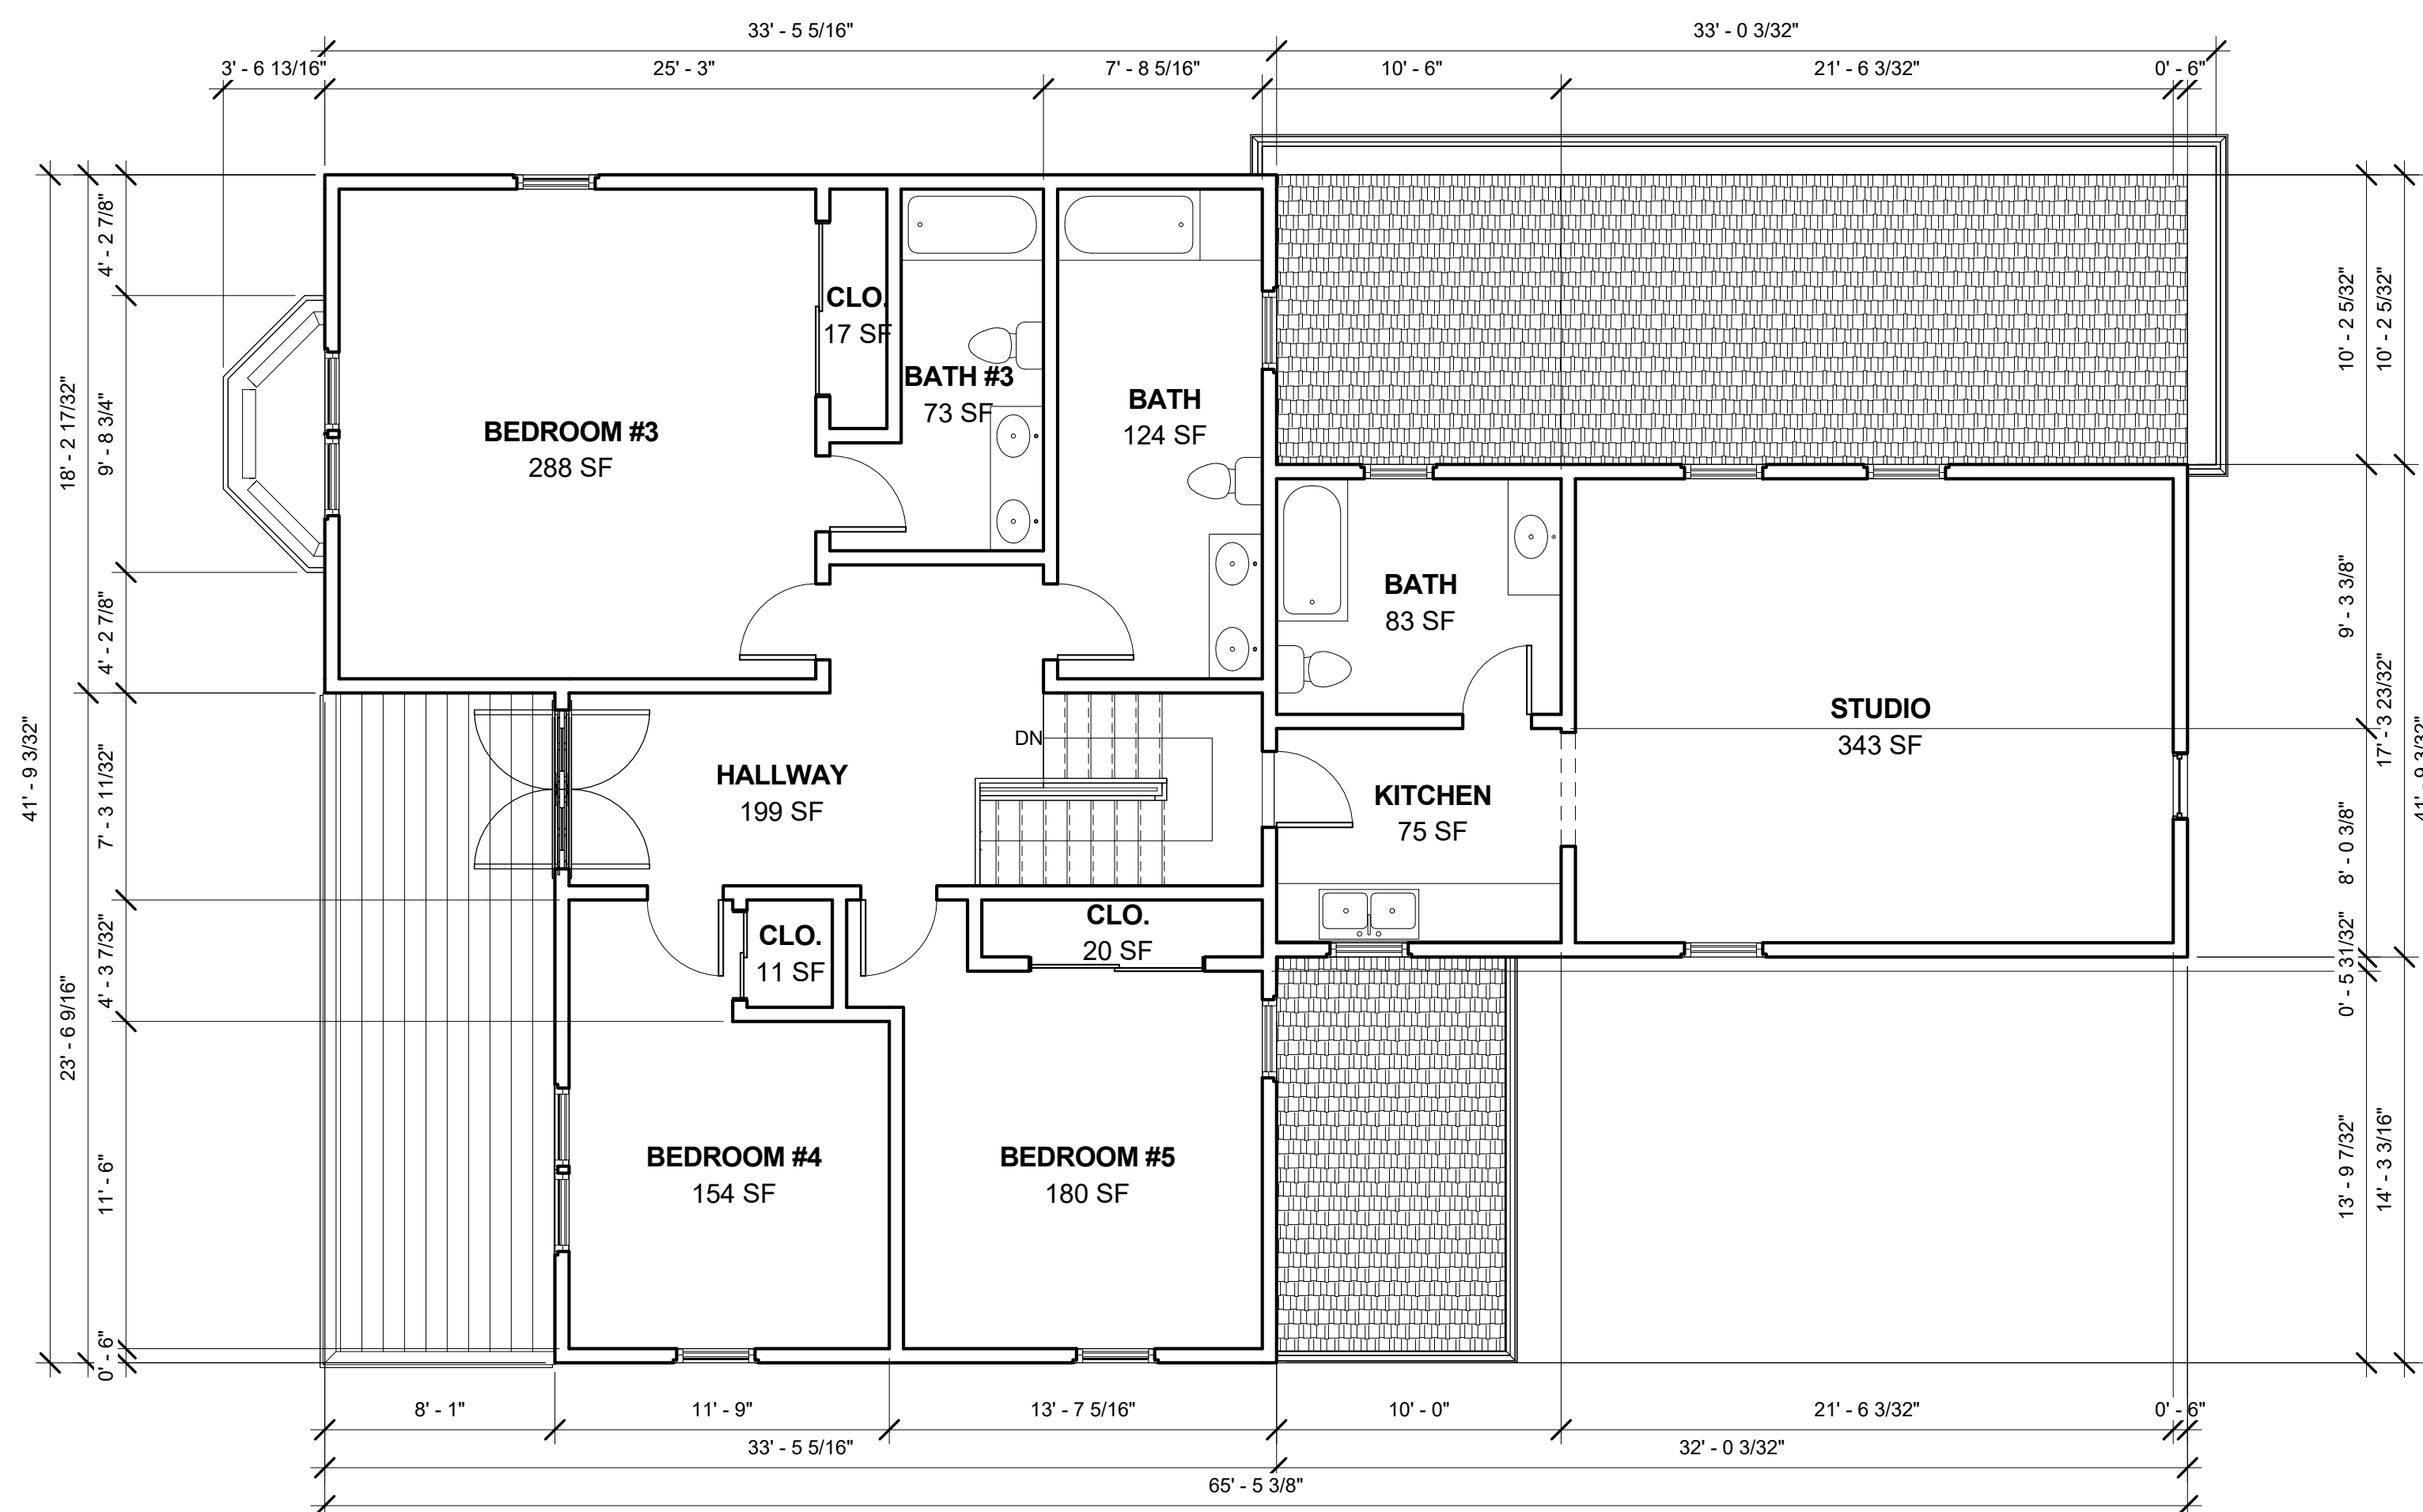 33' - 5 5/16"
33' - 0 3/32"
3' - 6 13/16"
25' - 3"
7' - 8 5/16"
10' - 6"
21' - 6 3/32"
0' - 6"
4' - 2 7/8"
9' - 8 3/4"
4' - 2 7/8"
18' - 2 17/32"
41' - 9 3/32"
7' - 3 11/32"
4' - 3 7/32"
23' - 6 9/16"
11' - 6"
0' - 6"
CLO.
17 SF
BATH #3
73 SF
BATH
124 SF
BEDROOM #3
288 SF
BATH
83 SF
STUDIO
343 SF
DN
HALLWAY
199 SF
KITCHEN
75 SF
CLO.
20 SF
CLO.
11 SF
BEDROOM #4
154 SF
BEDROOM #5
180 SF
10' - 2 5/32"
10' - 2 5/32"
9' - 3 3/8"
17' - 3 23/32"
41' - 9 3/32"
8' - 0 3/8"
0' - 5 31/32"
13' - 9 7/32"
14' - 3 3/16"
8' - 1"
11' - 9"
13' - 7 5/16"
10' - 0"
21' - 6 3/32"
0' - 6"
33' - 5 5/16"
32' - 0 3/32"
65' - 5 3/8"